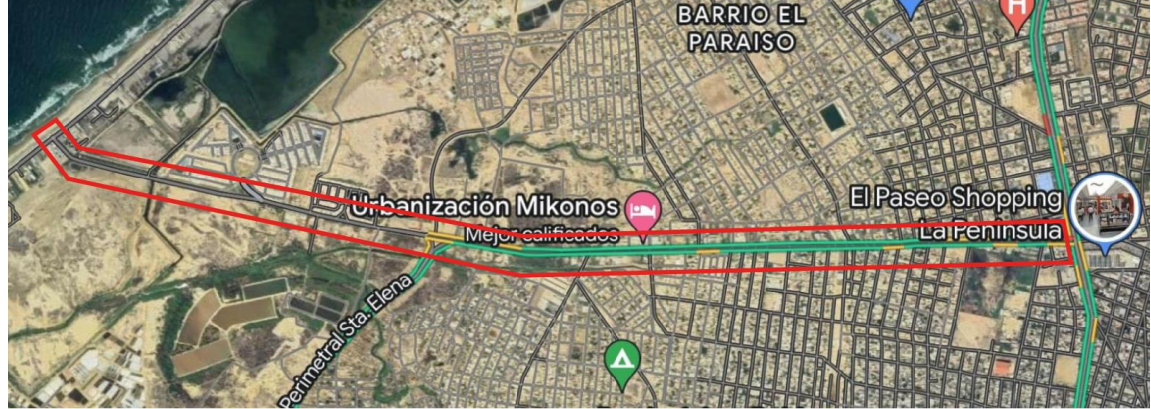 BARRIO EL
PARAISO
H
Urbanización Mikonos
Mejor calificados
El Paseo Shopping
La Península
Perimetral Sta. Elena